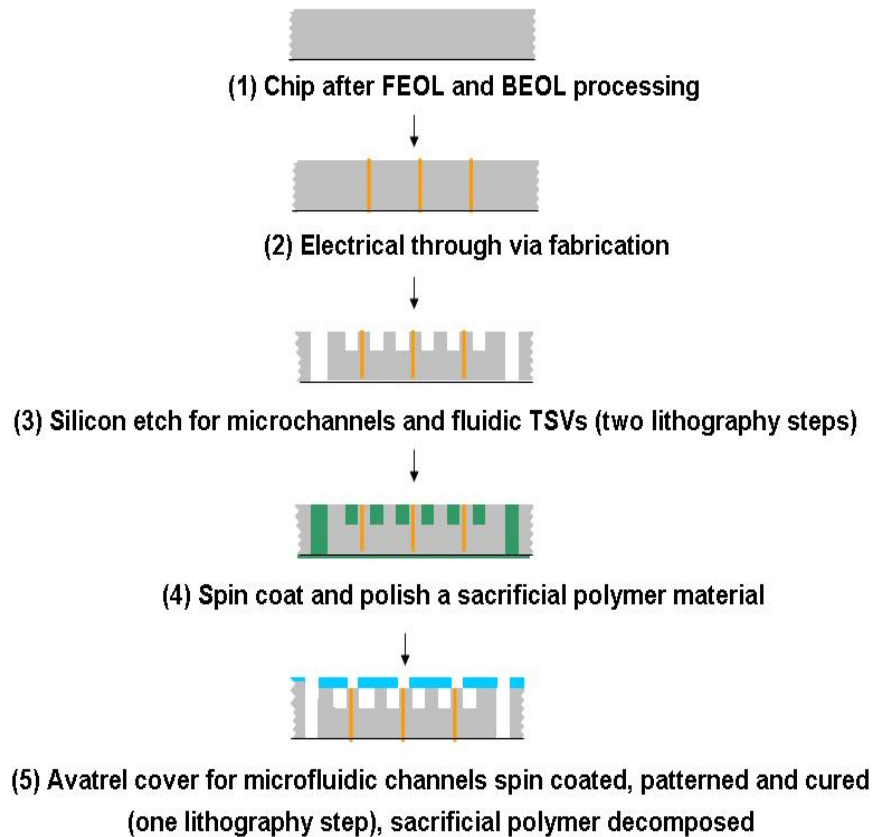 (1) Chip after FEOL and BEOL processing
(2) Electrical through via fabrication
(3) Silicon etch for microchannels and fluidic TSVs (two lithography steps)
(4) Spin coat and polish a sacrificial polymer material
(5) Avatrel cover for microfluidic channels spin coated, patterned and cured
(one lithography step), sacrificial polymer decomposed